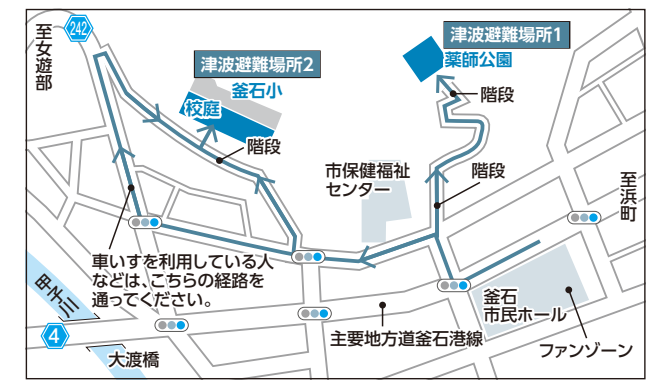 至女遊部
242
津波避難場所2
釜石小
校庭
階段
津波避難場所1
薬師公園
階段
市保健福祉
センター
階段
至浜町
車いすを利用している人
などは、こちらの経路を
通ってください。
甲子川
4
大渡橋
主要地方道釜石港線
釜石
市民ホール
ファンゾーン